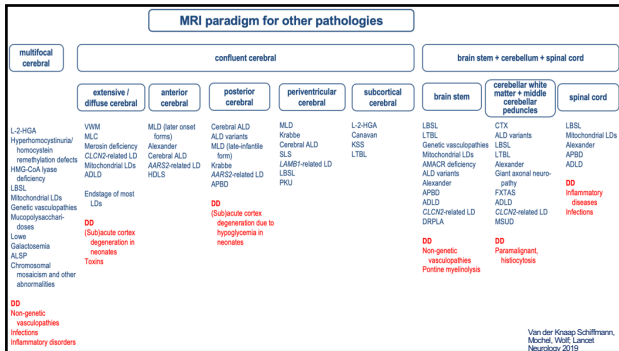 MRI paradigm for other pathologies
multifocal
cerebral
confluent cerebral
brain stem + cerebellum + spinal cord
L-2-HGA
Hyperhomocystinuria/
homocystein
remethylation defects
HMG-CoA lyase
deficiency
LBSL
Mitochondrial LDs
Genetic vasculopathies
Mucopolysacchari-
doses
Lowe
Galactosemia
ALSP
Chromosomal
mosaicism and other
abnormalities
DD
Non-genetic
vasculopathies
Infections
Inflammatory disorders
extensive /
diffuse cerebral
VWM
MLC
Merosin deficiency
CLCN2-related LD
Mitochondrial LDs
ADLD
Endstage of most
LDs
DD
(Sub)acute cortex
degeneration in
neonates
Toxins
anterior
cerebral
MLD (later onset
forms)
Alexander
Cerebral ALD
AARS2-related LD
HDLS
posterior
cerebral
Cerebral ALD
ALD variants
MLD (late-infantile
form)
Krabbe
AARS2-related LD
APBD
DD
(Sub)acute cortex
degeneration due to
hypoglycemia in
neonates
periventricular
cerebral
MLD
Krabbe
Cerebral ALD
SLS
LAMB1-related LD
LBSL
PKU
subcortical
cerebral
L-2-HGA
Canavan
KSS
LTBL
brain stem
LBSL
LTBL
Genetic vasculopathies
Mitochondrial LDs
AMACR deficiency
ALD variants
Alexander
APBD
ADLD
CLCN2-related LD
DRPLA
DD
Non-genetic
vasculopathies
Pontine myelinolysis
cerebellar white
matter + middle
cerebellar
peduncles
CTX
ALD variants
LBSL
LTBL
Alexander
Giant axonal neuro-
pathy
FXTAS
ADLD
CLCN2-related LD
MSUD
DD
Paramalignant,
histiocytosis
spinal cord
LBSL
Mitochondrial LDs
Alexander
APBD
ADLD
DD
Inflammatory
diseases
Infections
Van der Knaap Schiffmann,
Mochel, Wolf; Lancet
Neurology 2019